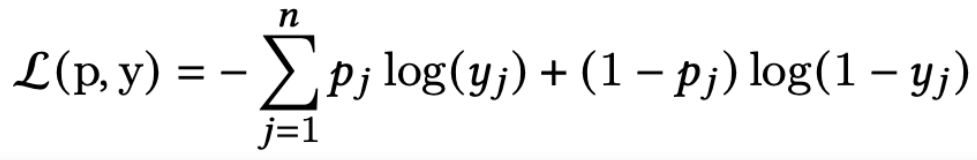 ℒ(p, y) = − ∑_{j=1}^{n} p_j log(y_j) + (1 − p_j) log(1 − y_j)